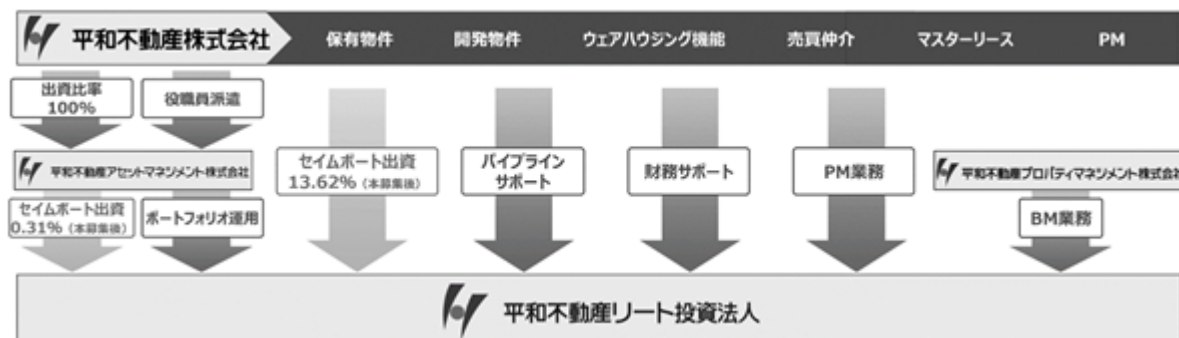 平和不動産株式会社 保有物件 開発物件 ウェアハウジング機能 売買仲介 マスターリース PM
出資比率
100%
役職員派遣
平和不動産アセットマネジメント株式会社
セイムボート出資
0.31%（本募集後）
ポートフォリオ運用
セイムボート出資
13.62%（本募集後）
パイプライン
サポート
財務サポート
PM業務
平和不動産プロパティマネジメント株式会社
BM業務
平和不動産リート投資法人